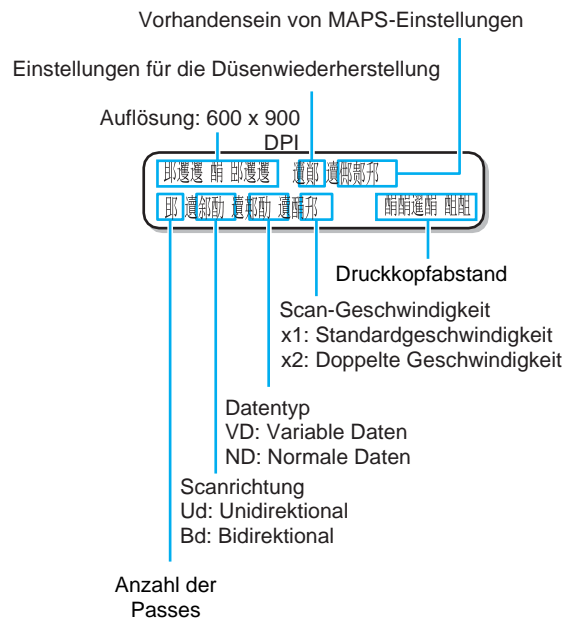 Vorhandensein von MAPS-Einstellungen
Einstellungen für die Düsenwiederherstellung
Auflösung: 600 x 900
DPI
Druckkopfabstand
Scan-Geschwindigkeit
x1: Standardgeschwindigkeit
x2: Doppelte Geschwindigkeit
Datentyp
VD: Variable Daten
ND: Normale Daten
Scanrichtung
Ud: Unidirektional
Bd: Bidirektional
Anzahl der
Passes